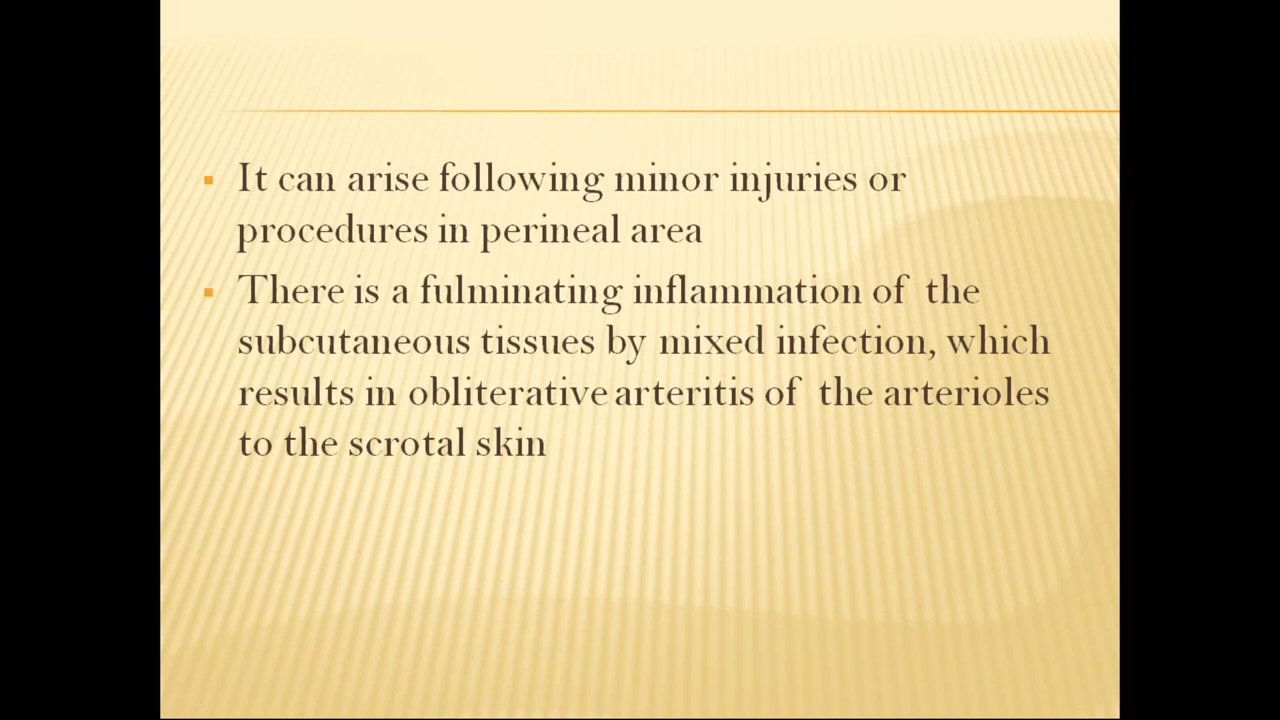 It can arise following minor injuries or
procedures in perineal area
There is a fulminating inflammation of the
subcutaneous tissues by mixed infection, which
results in obliterative arteritis of the arterioles
to the scrotal skin